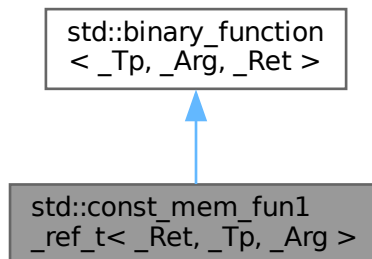 std::binary_function
< _Tp, _Arg, _Ret >
std::const_mem_fun1
_ref_t< _Ret, _Tp, _Arg >